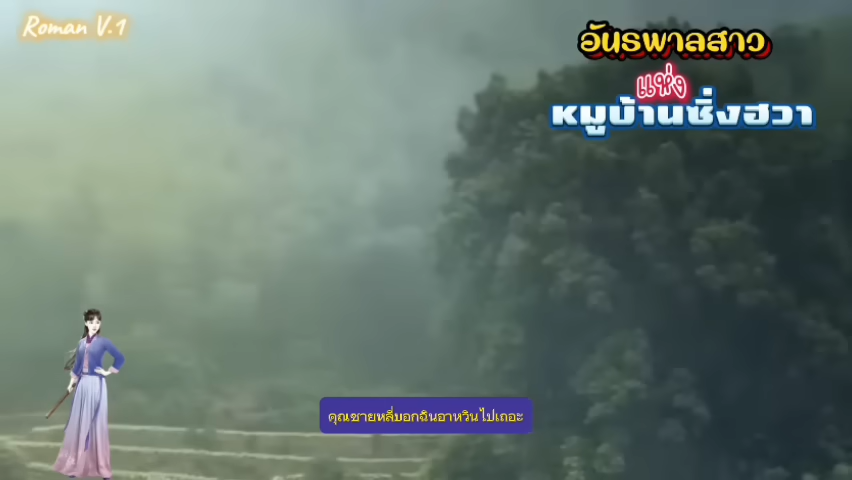 Roman V.1
อันธพาลสาว
แห่ง
หมู่บ้านซิ่งฮวา
คุณชายหลี่บอกฉินอาหวินไปเถอะ